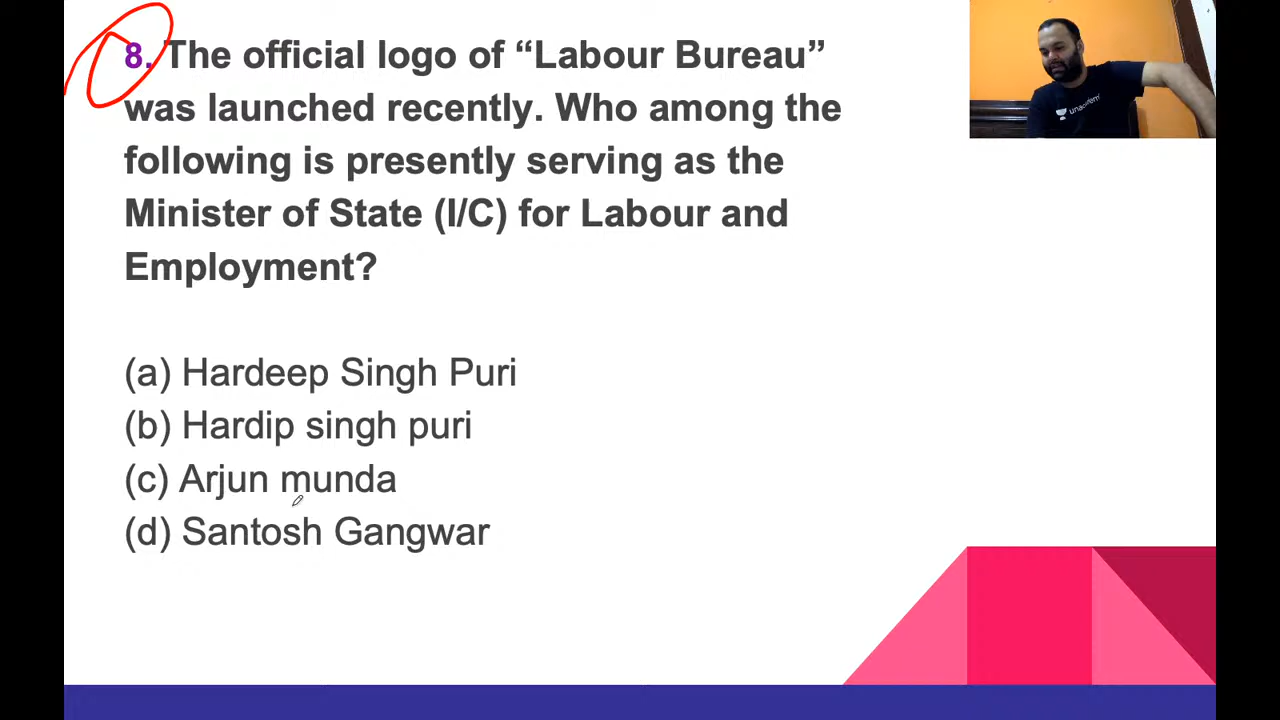 8. The official logo of “Labour Bureau”
was launched recently. Who among the
following is presently serving as the
Minister of State (I/C) for Labour and
Employment?
(a) Hardeep Singh Puri
(b) Hardip singh puri
(c) Arjun munda
(d) Santosh Gangwar